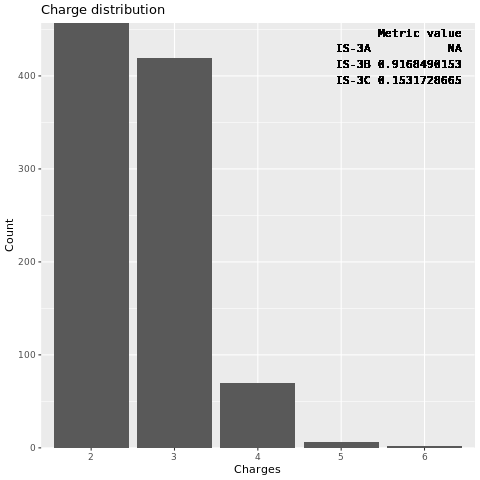 Charge distribution
Metric value
IS-3A NA
IS-3B 0.9168490153
IS-3C 0.1531728665
400
300
200
100
0
Count
2 3 4 5 6
Charges